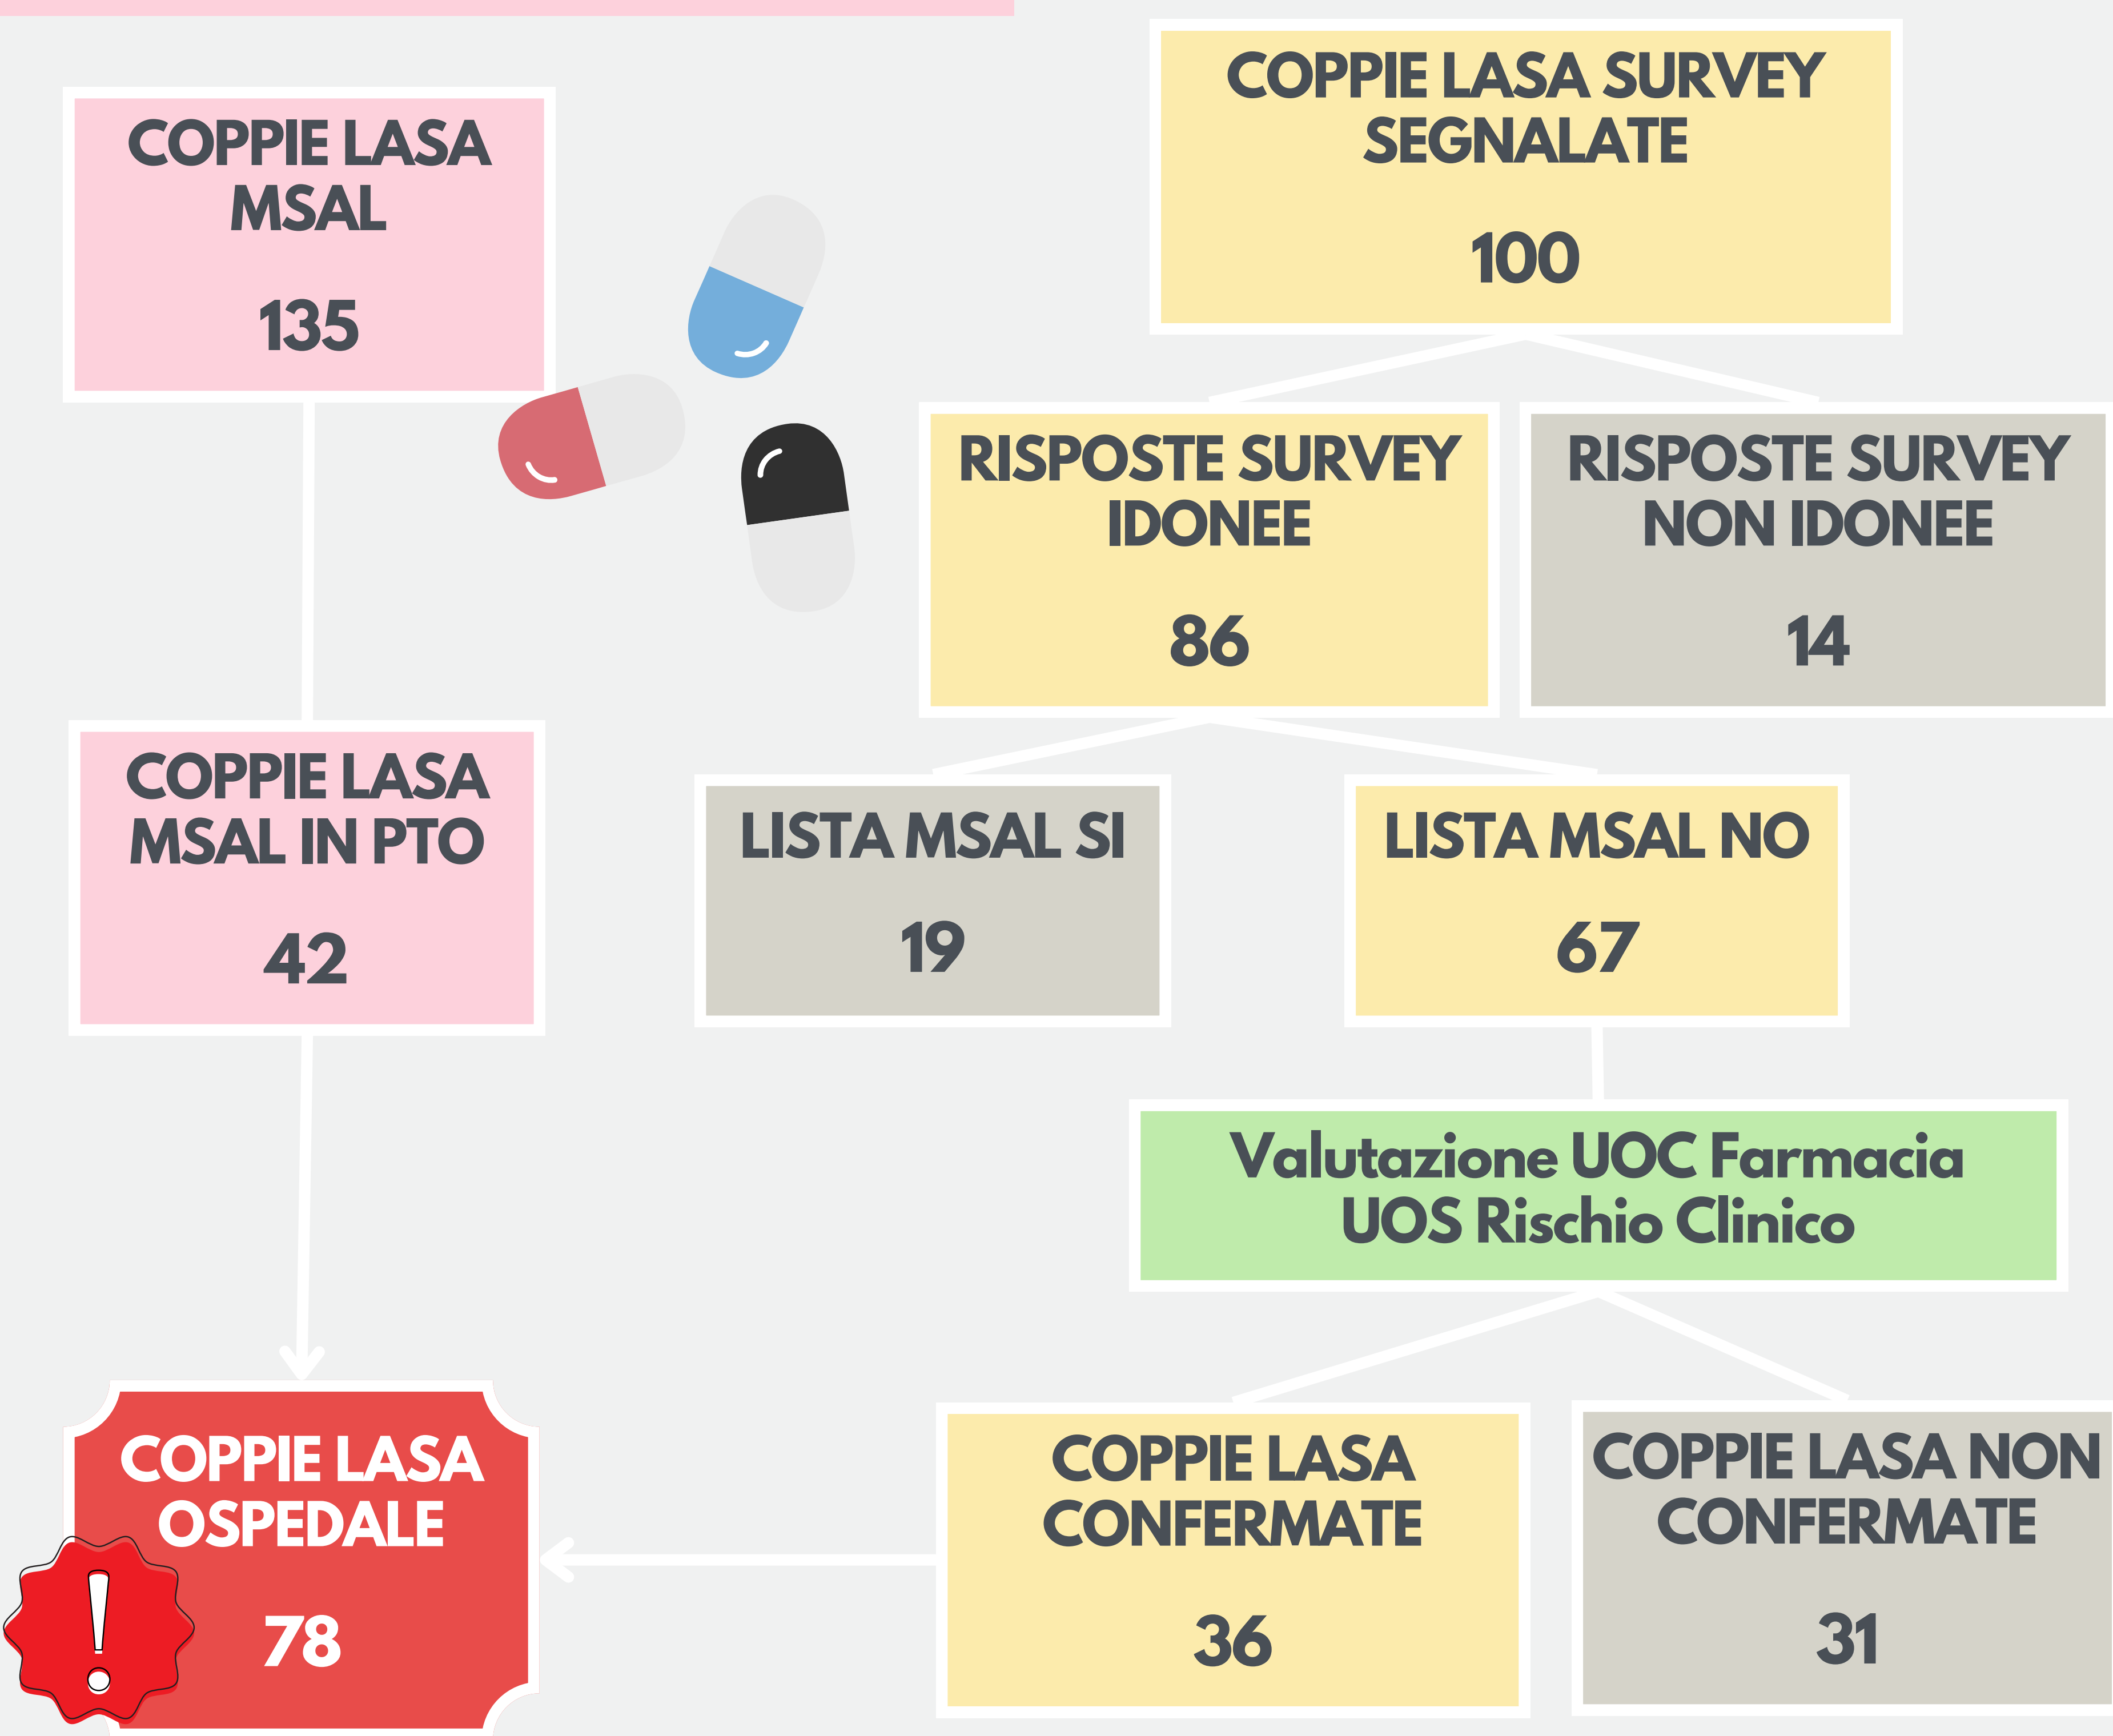 COPPIE LASA
MSAL
135
COPPIE LASA SURVEY
SEGNALATE
100
RISPOSTE SURVEY
IDONEE
86
RISPOSTE SURVEY
NON IDONEE
14
COPPIE LASA
MSAL IN PTO
42
LISTA MSAL SI
19
LISTA MSAL NO
67
Valutazione UOC Farmacia
UOS Rischio Clinico
COPPIE LASA
OSPEDALE
78
!
COPPIE LASA
CONFERMATE
36
COPPIE LASA NON
CONFERMATE
31